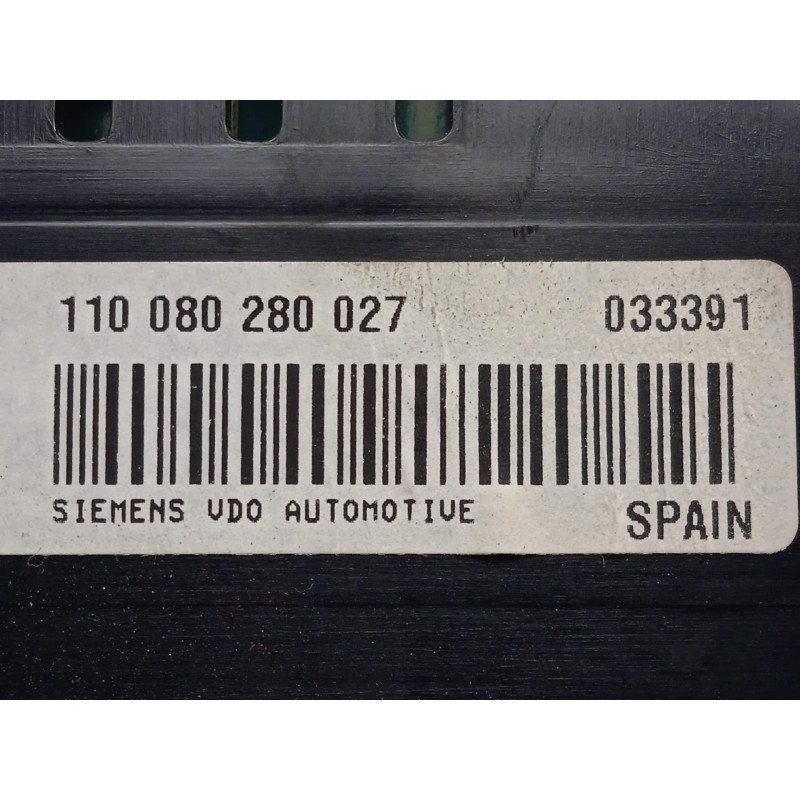 110 080 280 027 033391
SIEMENS VDO AUTOMOTIVE SPAIN